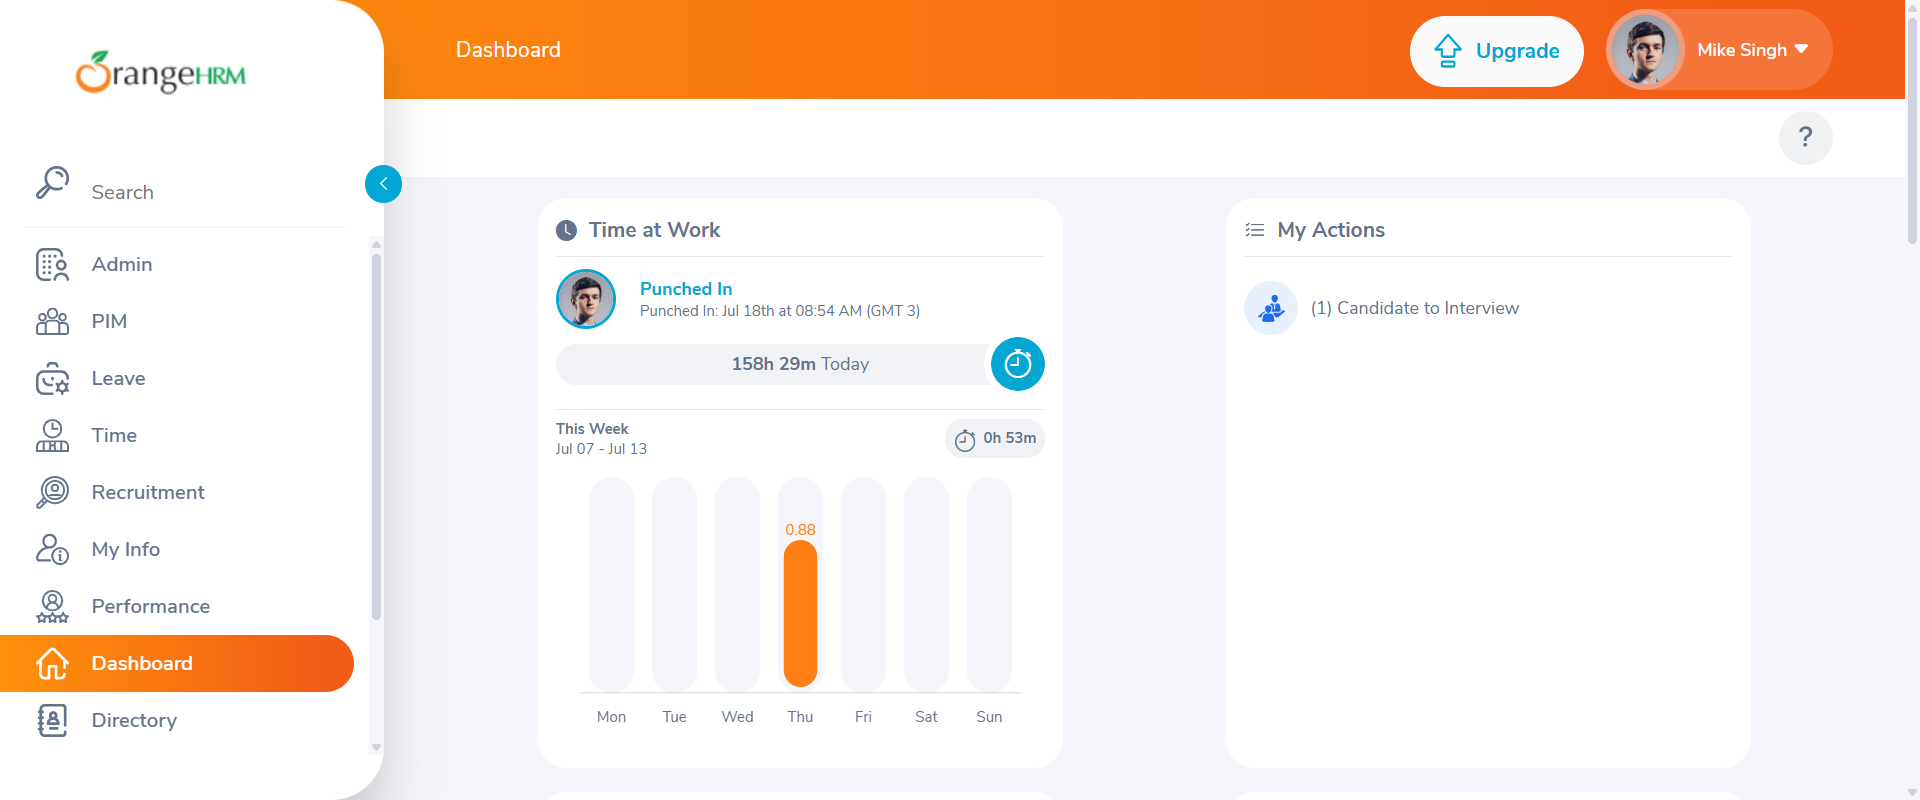 OrangeHRM
Dashboard
Upgrade
Mike Singh
?
Search
Admin
PIM
Leave
Time
Recruitment
My Info
Performance
Dashboard
Directory
Time at Work
Punched In
Punched In: Jul 18th at 08:54 AM (GMT 3)
158h 29m Today
This Week
Jul 07 - Jul 13
0h 53m
0.88
Mon Tue Wed Thu Fri Sat Sun
My Actions
(1) Candidate to Interview